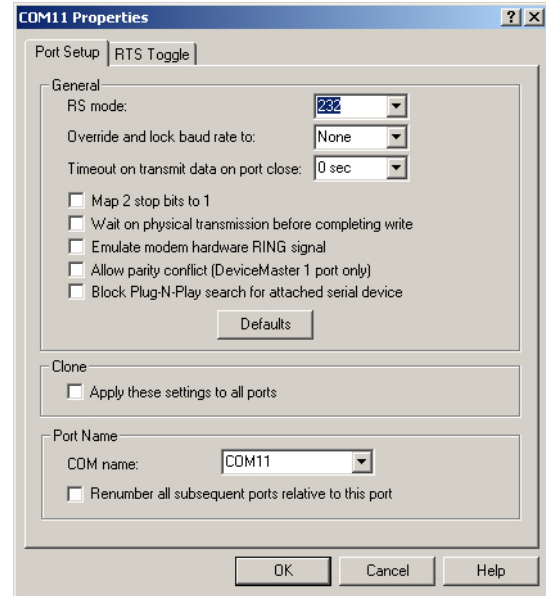 COM11 Properties
Port Setup RTS Toggle
General
RS mode: 232
Override and lock baud rate to: None
Timeout on transmit data on port close: 0 sec
Map 2 stop bits to 1
Wait on physical transmission before completing write
Emulate modem hardware RING signal
Allow parity conflict (DeviceMaster 1 port only)
Block Plug-N-Play search for attached serial device
Defaults
Clone
Apply these settings to all ports
Port Name
COM name: COM11
Renumber all subsequent ports relative to this port
OK Cancel Help